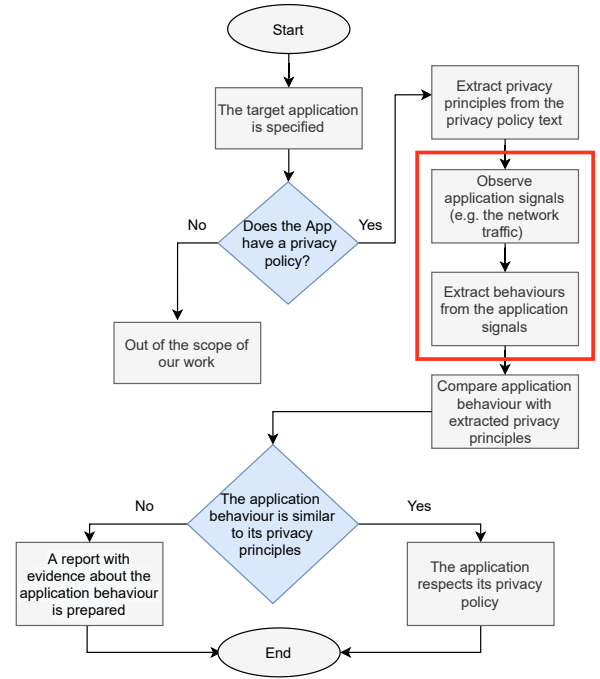 Start
The target application
is specified
Does the App
have a privacy
policy?
No
Yes
Out of the scope of
our work
Extract privacy
principles from the
privacy policy text
Observe
application signals
(e.g. the network
traffic)
Extract behaviours
from the application
signals
Compare application
behaviour with
extracted privacy
principles
The application
behaviour is similar
to its privacy
principles
No
Yes
A report with
evidence about the
application behaviour
is prepared
The application
respects its privacy
policy
End